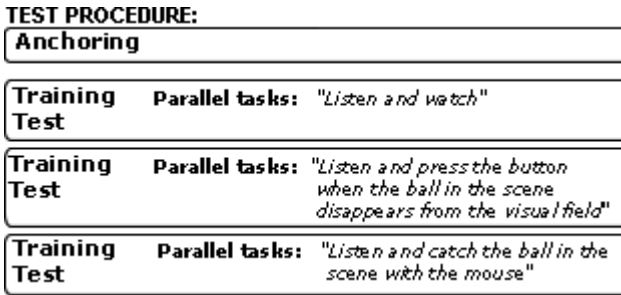 TEST PROCEDURE:
Anchoring
Training Parallel tasks: "Listen and watch"
Test
Training Parallel tasks: "Listen and press the button
Test when the ball in the scene
disappears from the visual field"
Training Parallel tasks: "Listen and catch the ball in the
Test scene with the mouse"